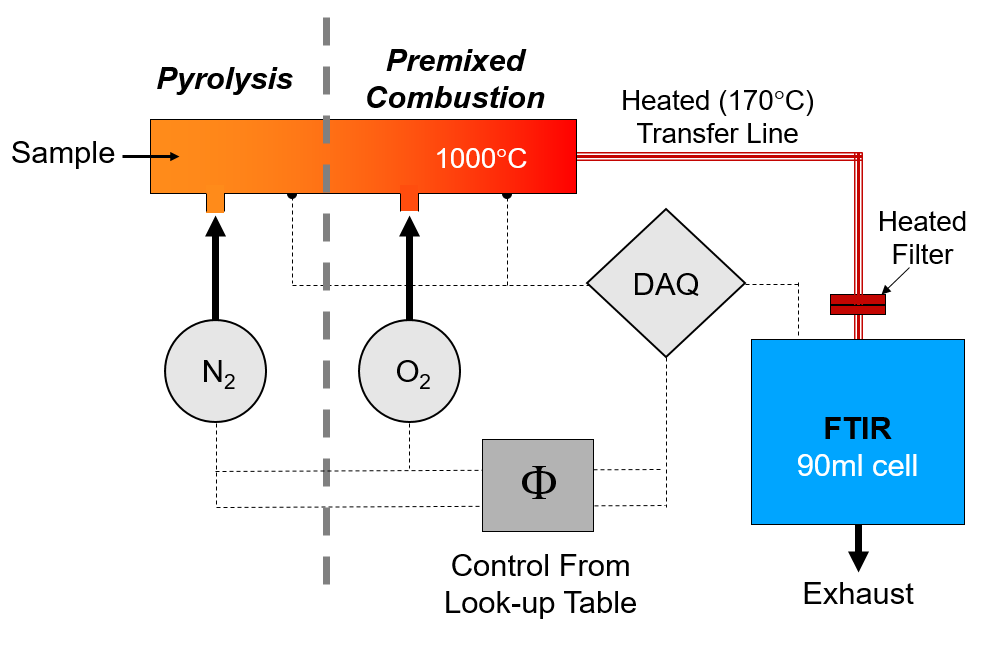 Pyrolysis
Premixed
Combustion
Heated (170°C)
Transfer Line
Sample
1000°C
Heated
Filter
DAQ
N₂
O₂
FTIR
90ml cell
Φ
Control From
Look-up Table
Exhaust